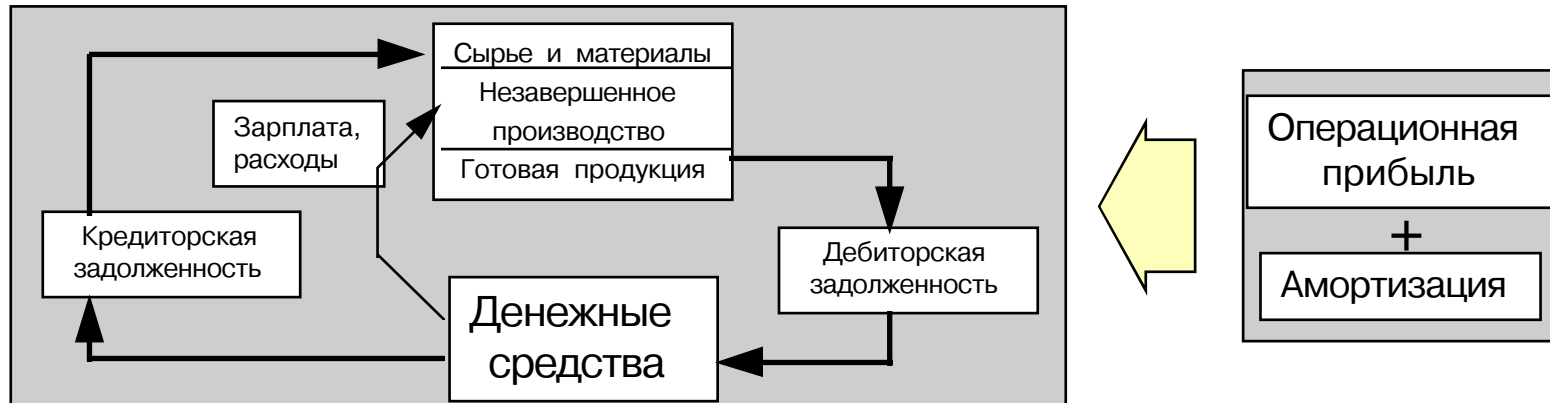 Сырье и материалы
Незавершенное
производство
Готовая продукция
Зарплата,
расходы
Кредиторская
задолженность
Дебиторская
задолженность
Денежные
средства
Операционная
прибыль
+
Амортизация